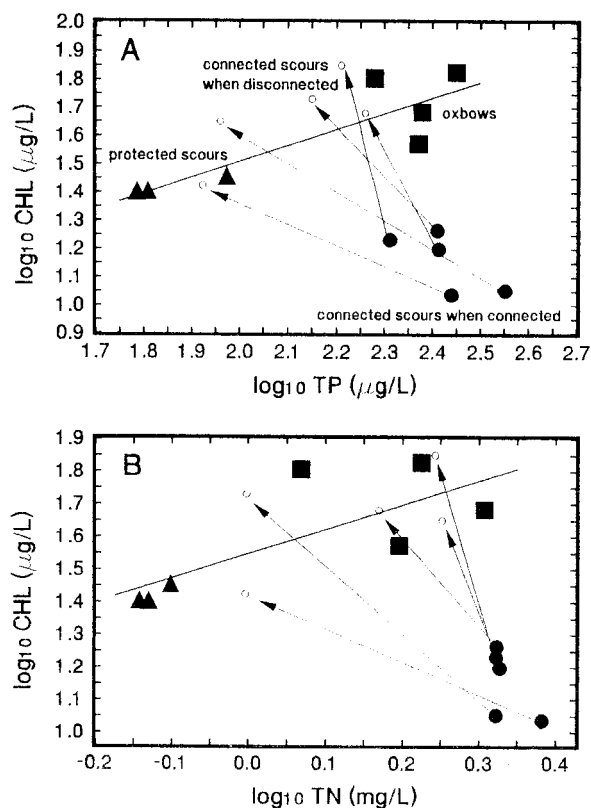 A
connected scours
when disconnected
oxbows
protected scours
connected scours when connected
2.0
1.9
1.8
1.7
1.6
1.5
1.4
1.3
1.2
1.1
1.0
0.9
log10 CHL (μg/L)
1.7 1.8 1.9 2.0 2.1 2.2 2.3 2.4 2.5 2.6 2.7
log10 TP (μg/L)
B
1.9
1.8
1.7
1.6
1.5
1.4
1.3
1.2
1.1
1.0
log10 CHL (μg/L)
-0.2 -0.1 0.0 0.1 0.2 0.3 0.4
log10 TN (mg/L)